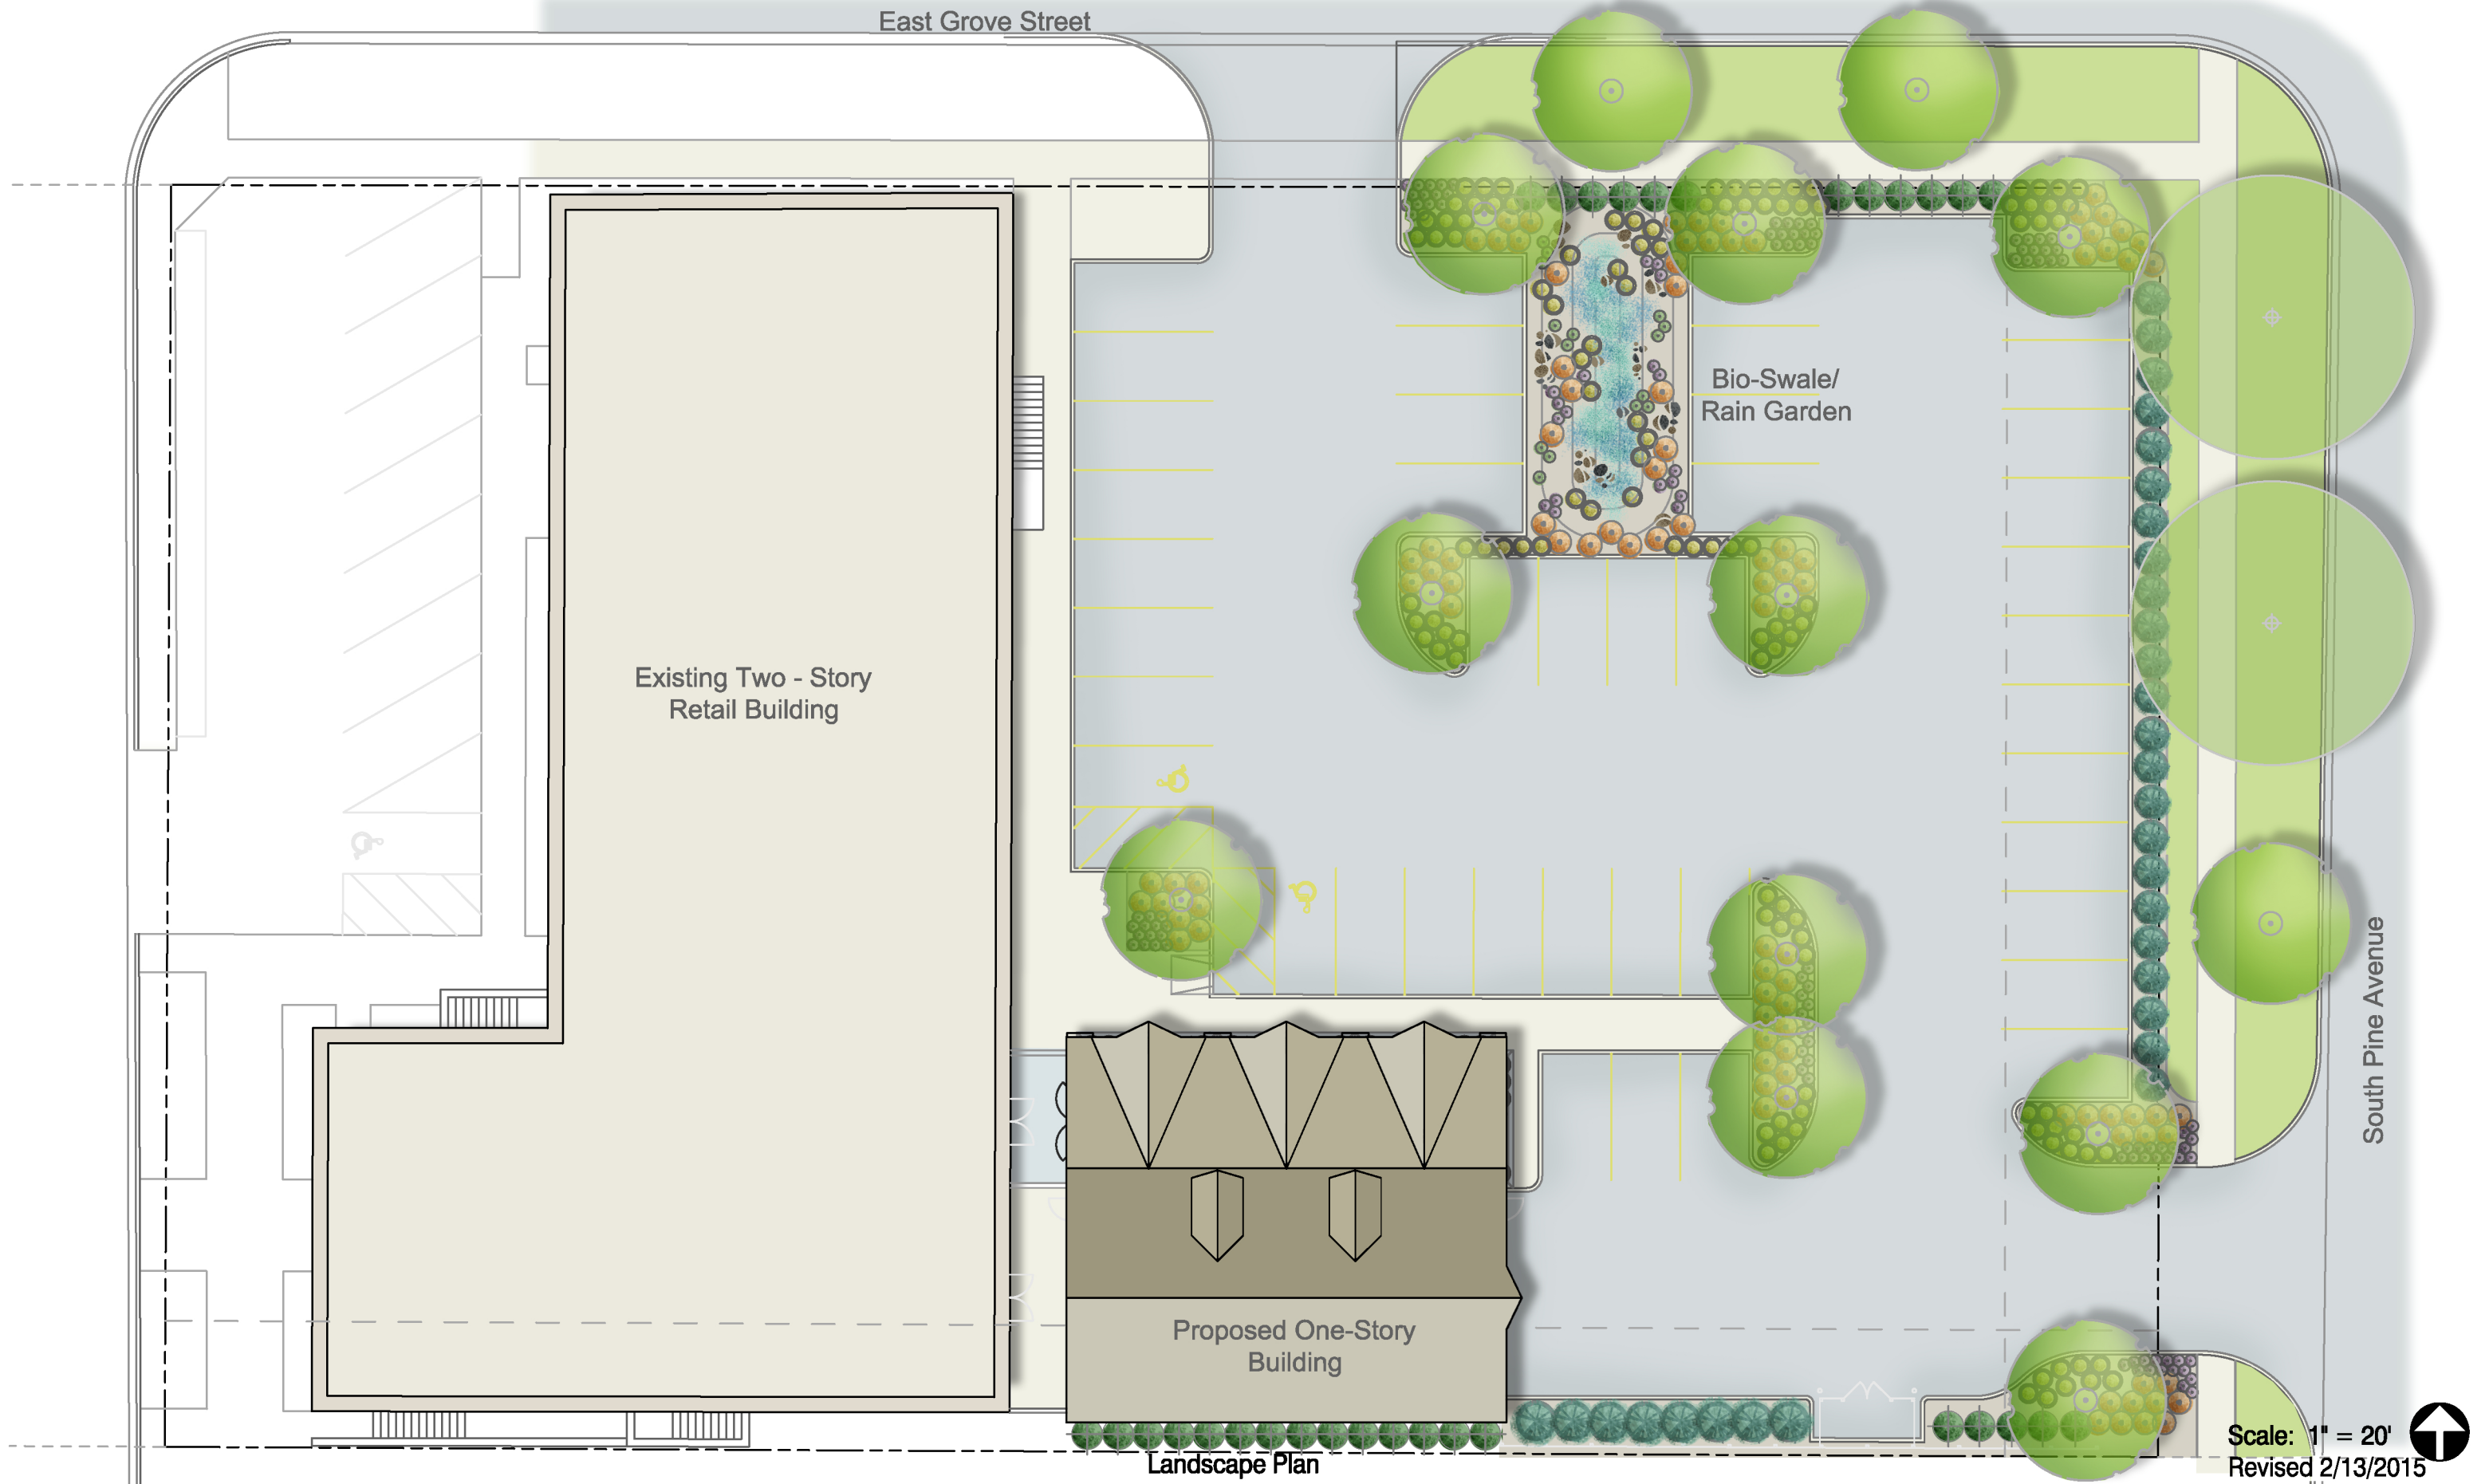 East Grove Street
Bio-Swale/
Rain Garden
Existing Two - Story
Retail Building
South Pine Avenue
Proposed One-Story
Building
Landscape Plan
Scale: 1" = 20'
Revised 2/13/2015